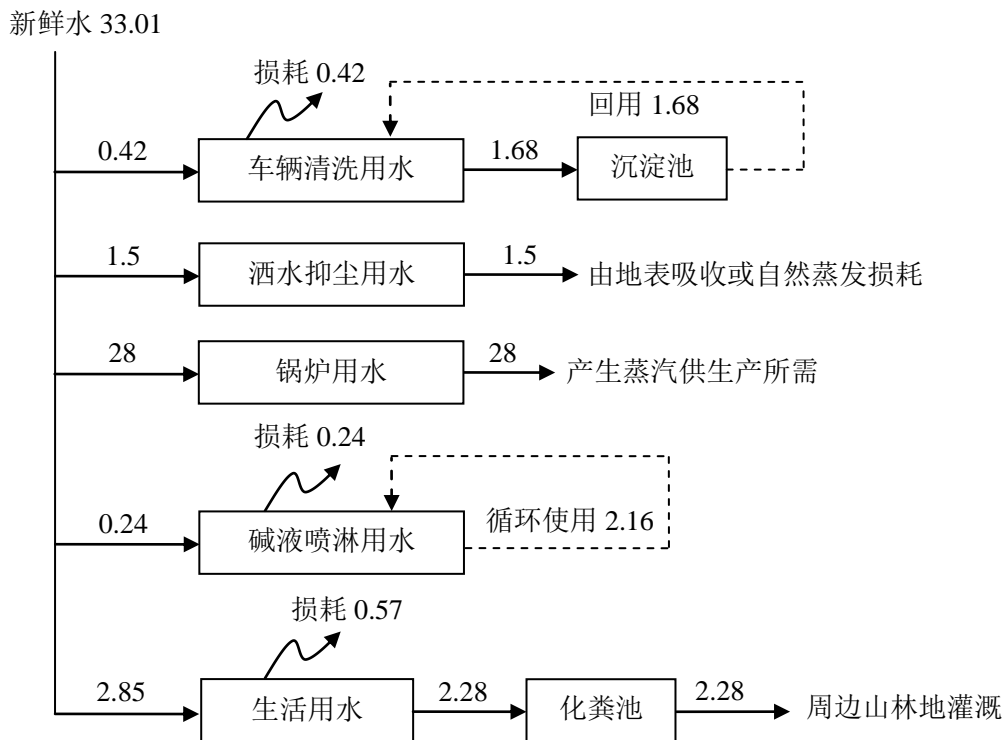 新鲜水 33.01
损耗 0.42
回用 1.68
0.42
车辆清洗用水
1.68
沉淀池
1.5
洒水抑尘用水
1.5
由地表吸收或自然蒸发损耗
28
锅炉用水
28
产生蒸汽供生产所需
损耗 0.24
循环使用 2.16
0.24
碱液喷淋用水
损耗 0.57
2.85
生活用水
2.28
化粪池
2.28
周边山林地灌溉